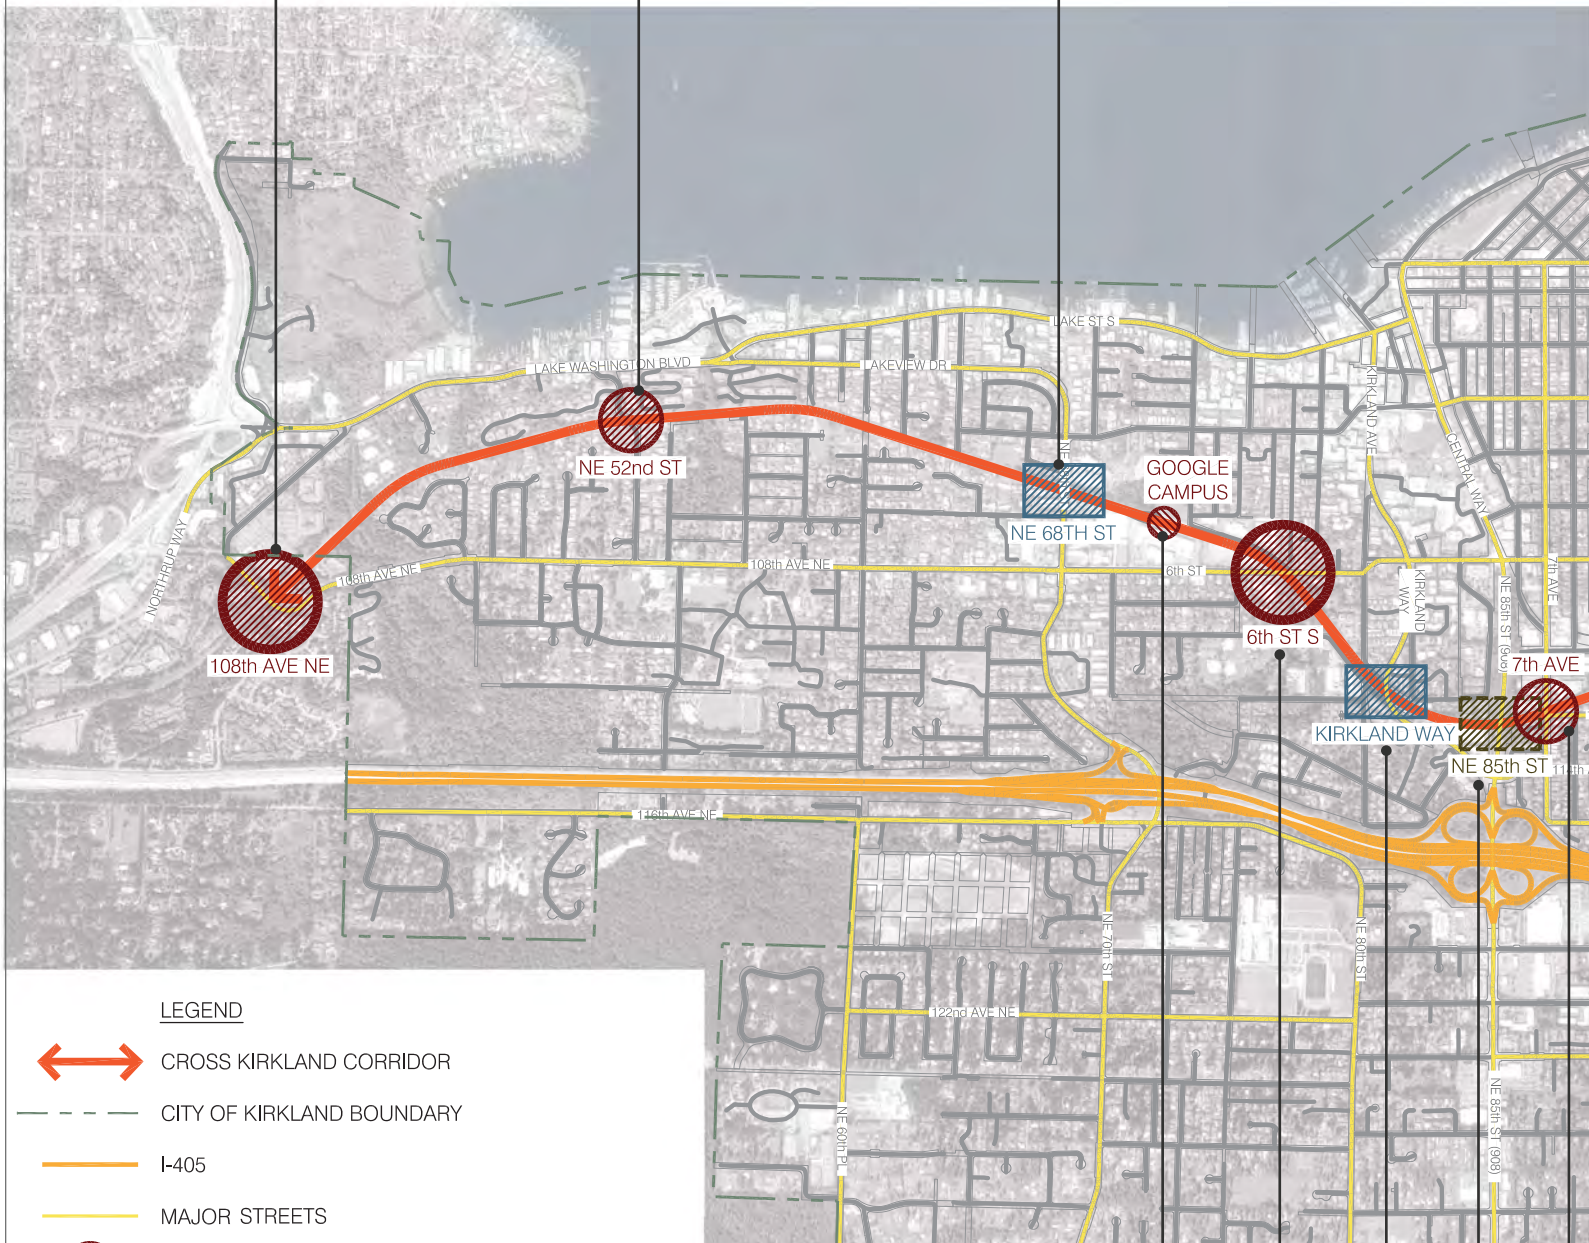 LAKE ST S
LAKE WASHINGTON BLVD
LAKEVIEW DR
KIRKLAND AVE
CENTRAL WAY
NE 52nd ST
GOOGLE
CAMPUS
NE 68TH ST
NORTHRUP WAY
108th AVE NE
108th AVE NE
6th ST
KIRKLAND
WAY
NE 85th ST (908)
7th AVE
108th AVE NE
6th ST S
7th AVE
KIRKLAND WAY
NE 85th ST
116th AVE NE
NE 70th ST
NE 80th ST
122nd AVE NE
NE 60th PL
NE 85th ST (908)
LEGEND
CROSS KIRKLAND CORRIDOR
CITY OF KIRKLAND BOUNDARY
I-405
MAJOR STREETS